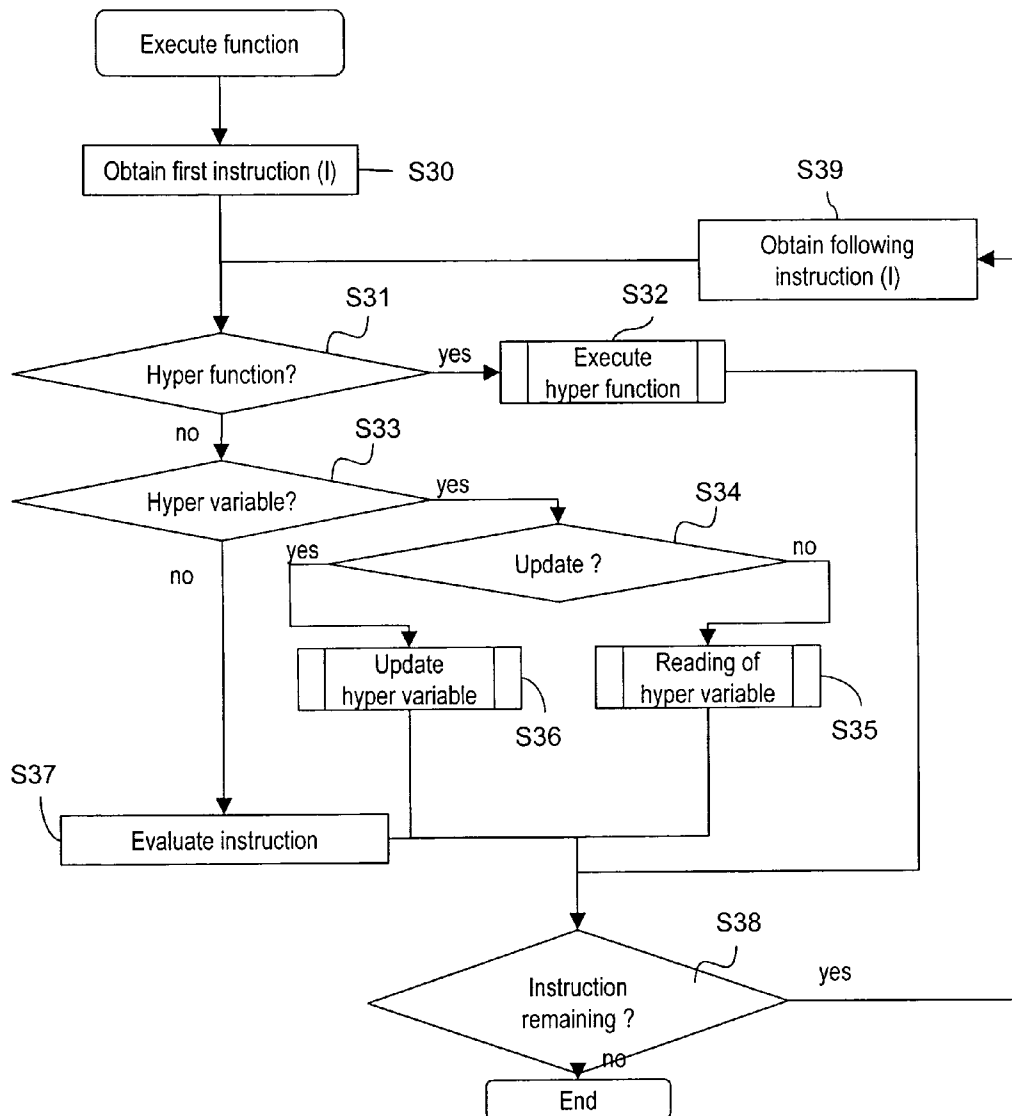 Execute function
Obtain first instruction (I)
S30
S39
Obtain following
instruction (I)
S31
S32
Hyper function?
yes
Execute
hyper function
no
S33
Hyper variable?
yes
S34
yes
Update ?
no
no
Update
hyper variable
Reading of
hyper variable
S36
S35
S37
Evaluate instruction
S38
Instruction
remaining ?
yes
no
End